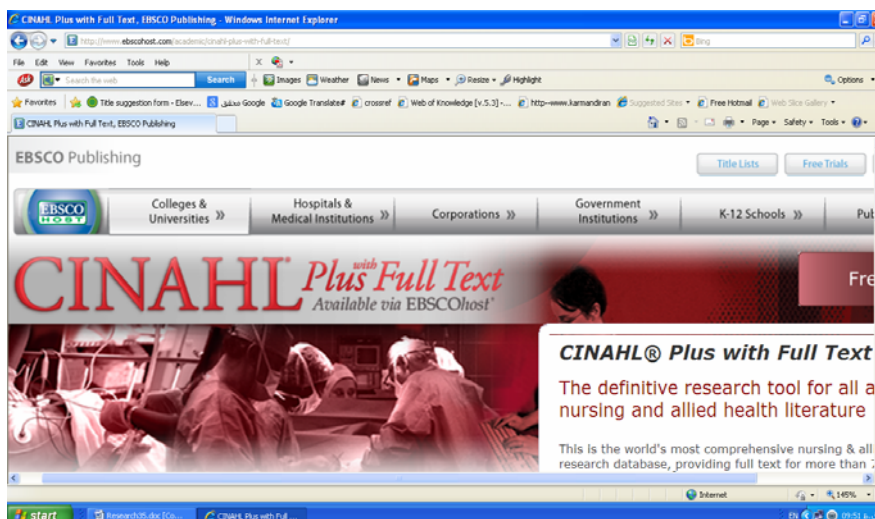 CINAHL Plus with Full Text, EBSCO Publishing - Windows Internet Explorer
http://www.ebscohost.com/academic/cinahl-plus-with-full-text/
Bing
File Edit View Favorites Tools Help
Search the web Search Images Weather News Maps Resize Highlight Options
Favorites Title suggestion form - Elsev... Google Google Translate# crossref Web of Knowledge [v.5.3] -... http--www.karmandiran Suggested Sites Free Hotmail Web Slice Gallery
CINAHL Plus with Full Text, EBSCO Publishing Page Safety Tools
EBSCO Publishing
Title Lists Free Trials
EBSCO HOST
Colleges & Universities »
Hospitals & Medical Institutions »
Corporations »
Government Institutions »
K-12 Schools »
Pub
CINAHL Plus with Full Text
Available via EBSCOhost®
Fre
CINAHL® Plus with Full Text
The definitive research tool for all a
nursing and allied health literature
This is the world's most comprehensive nursing & all
research database, providing full text for more than 7
Internet 145%
start Research35.doc [Co... CINAHL Plus with Full ... EN 09:51